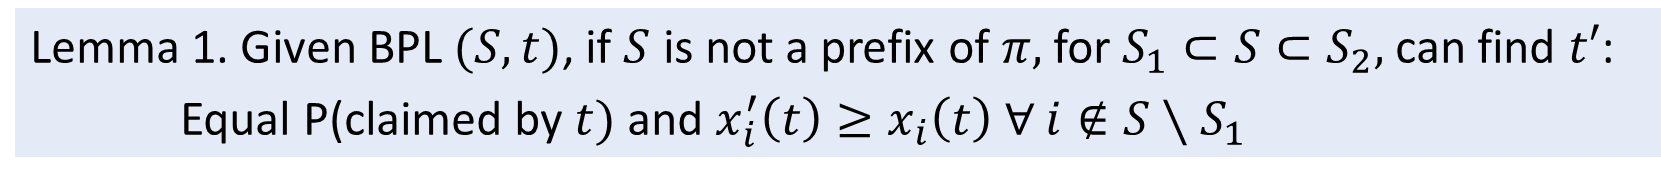 Lemma 1. Given BPL (S, t), if S is not a prefix of π, for S₁ ⊂ S ⊂ S₂, can find t′:
Equal P(claimed by t) and x′ᵢ(t) ≥ xᵢ(t) ∀ i ∉ S \ S₁